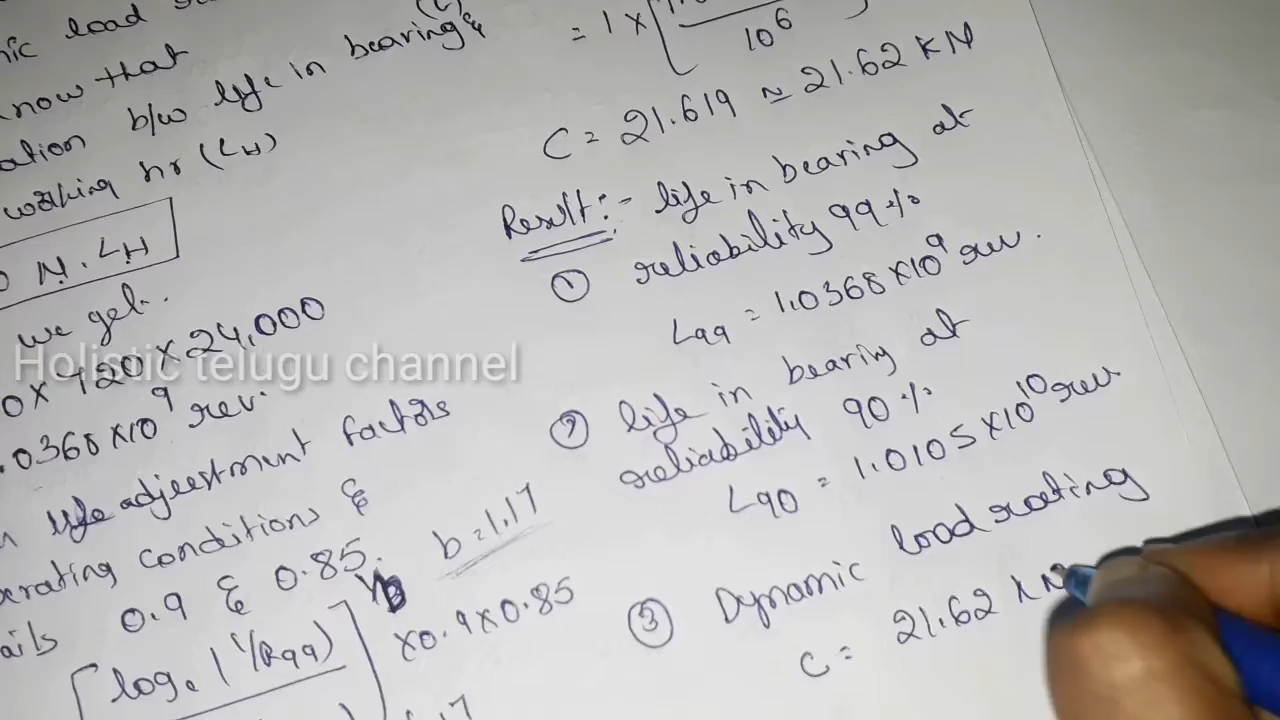 load
now that
b/w life in bearing &
working hr (LH)
N. LH
we get.
0 × 720 × 24,000
.0368 × 10^9 rev.
life adjustment factors
conditions &
0.9 & 0.85.
b = 1.17
[ loge (1/R99) ] 1/b × 0.9 × 0.85
= 1 × [
10^6
C = 21.619 ≃ 21.62 KN
Result:- life in bearing at
① reliability 99%
L99 = 1.0368×10^9 rev.
② life in bearing at
reliability 90%
L90 = 1.0105×10^10 rev
③ Dynamic load rating
C = 21.62 KN
Holistic telugu channel